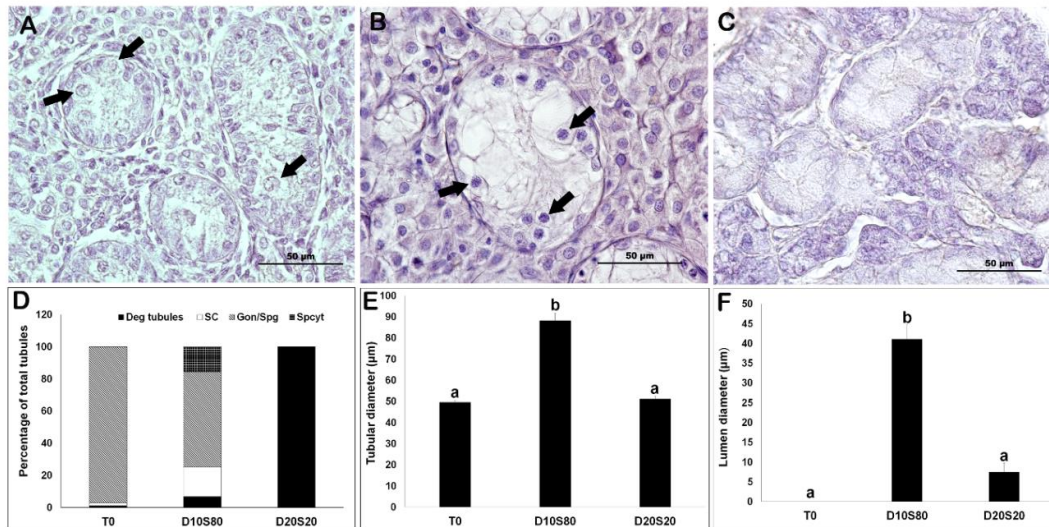 A
B
C
50 µm
50 µm
50 µm
D
Deg tubules SC Gon/Spg Spcyt
Percentage of total tubules
120
100
80
60
40
20
0
T0 D10S80 D20S20
E
Tubular diameter (µm)
100
90
80
70
60
50
40
30
20
10
0
a
b
a
T0 D10S80 D20S20
F
Lumen diameter (µm)
50
45
40
35
30
25
20
15
10
5
0
a
b
a
T0 D10S80 D20S20